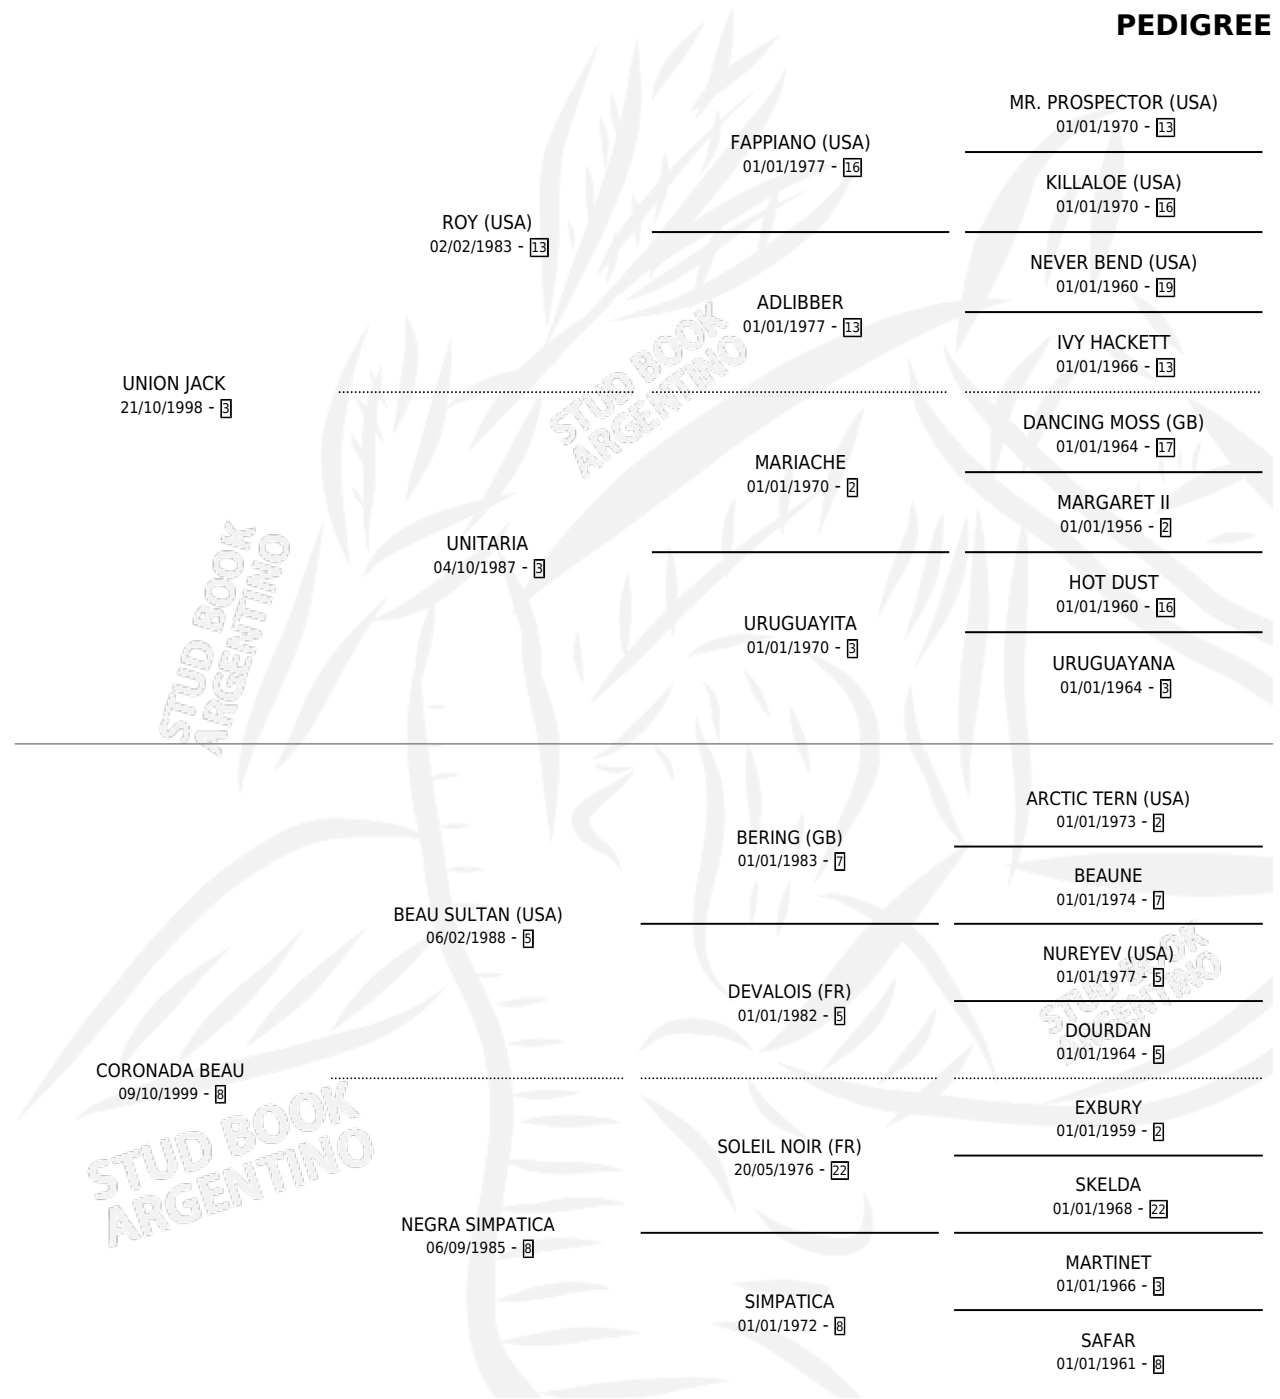 PEDIGREE
MR. PROSPECTOR (USA)
01/01/1970 - 13
FAPPIANO (USA)
01/01/1977 - 16
KILLALOE (USA)
01/01/1970 - 16
ROY (USA)
02/02/1983 - 13
NEVER BEND (USA)
01/01/1960 - 19
ADLIBBER
01/01/1977 - 13
IVY HACKETT
01/01/1966 - 13
UNION JACK
21/10/1998 - 3
DANCING MOSS (GB)
01/01/1964 - 17
MARIACHE
01/01/1970 - 2
MARGARET II
01/01/1956 - 2
UNITARIA
04/10/1987 - 3
HOT DUST
01/01/1960 - 16
URUGUAYITA
01/01/1970 - 3
URUGUAYANA
01/01/1964 - 3
ARCTIC TERN (USA)
01/01/1973 - 2
BERING (GB)
01/01/1983 - 7
BEAUNE
01/01/1974 - 7
BEAU SULTAN (USA)
06/02/1988 - 5
NUREYEV (USA)
01/01/1977 - 5
DEVALOIS (FR)
01/01/1982 - 5
DOURDAN
01/01/1964 - 5
CORONADA BEAU
09/10/1999 - 8
EXBURY
01/01/1959 - 2
SOLEIL NOIR (FR)
20/05/1976 - 22
SKELDA
01/01/1968 - 22
NEGRA SIMPATICA
06/09/1985 - 8
MARTINET
01/01/1966 - 3
SIMPATICA
01/01/1972 - 8
SAFAR
01/01/1961 - 8
STUD BOOK
ARGENTINO
STUD BOOK
ARGENTINO
STUD BOOK
ARGENTINO
STUD BOOK
ARGENTINO